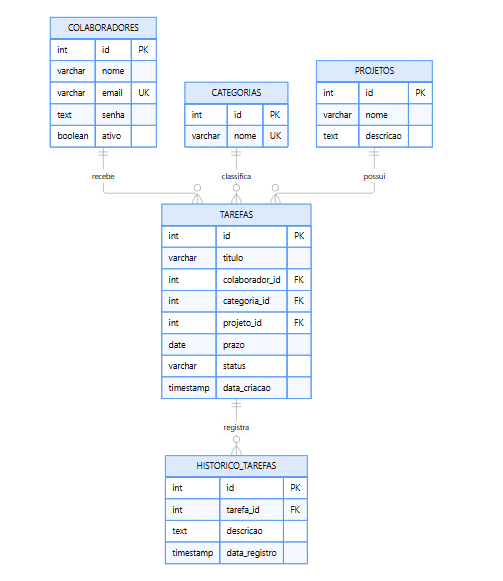 COLABORADORES
int id PK
varchar nome
varchar email UK
text senha
boolean ativo
CATEGORIAS
int id PK
varchar nome UK
PROJETOS
int id PK
varchar nome
text descricao
recebe
classifica
possui
TAREFAS
int id PK
varchar titulo
int colaborador_id FK
int categoria_id FK
int projeto_id FK
date prazo
varchar status
timestamp data_criacao
registra
HISTORICO_TAREFAS
int id PK
int tarefa_id FK
text descricao
timestamp data_registro